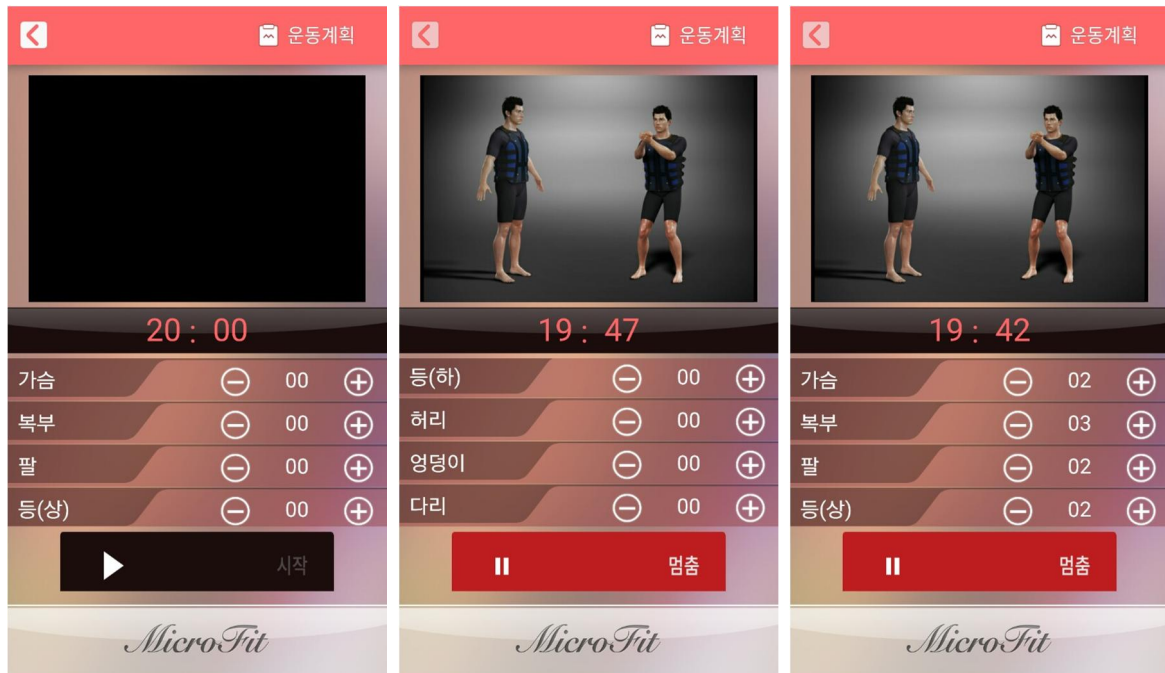 운동계획
20 : 00
가슴 00
복부 00
팔 00
등(상) 00
시작
MicroFit
운동계획
19 : 47
등(하) 00
허리 00
엉덩이 00
다리 00
멈춤
MicroFit
운동계획
19 : 42
가슴 02
복부 03
팔 02
등(상) 02
멈춤
MicroFit